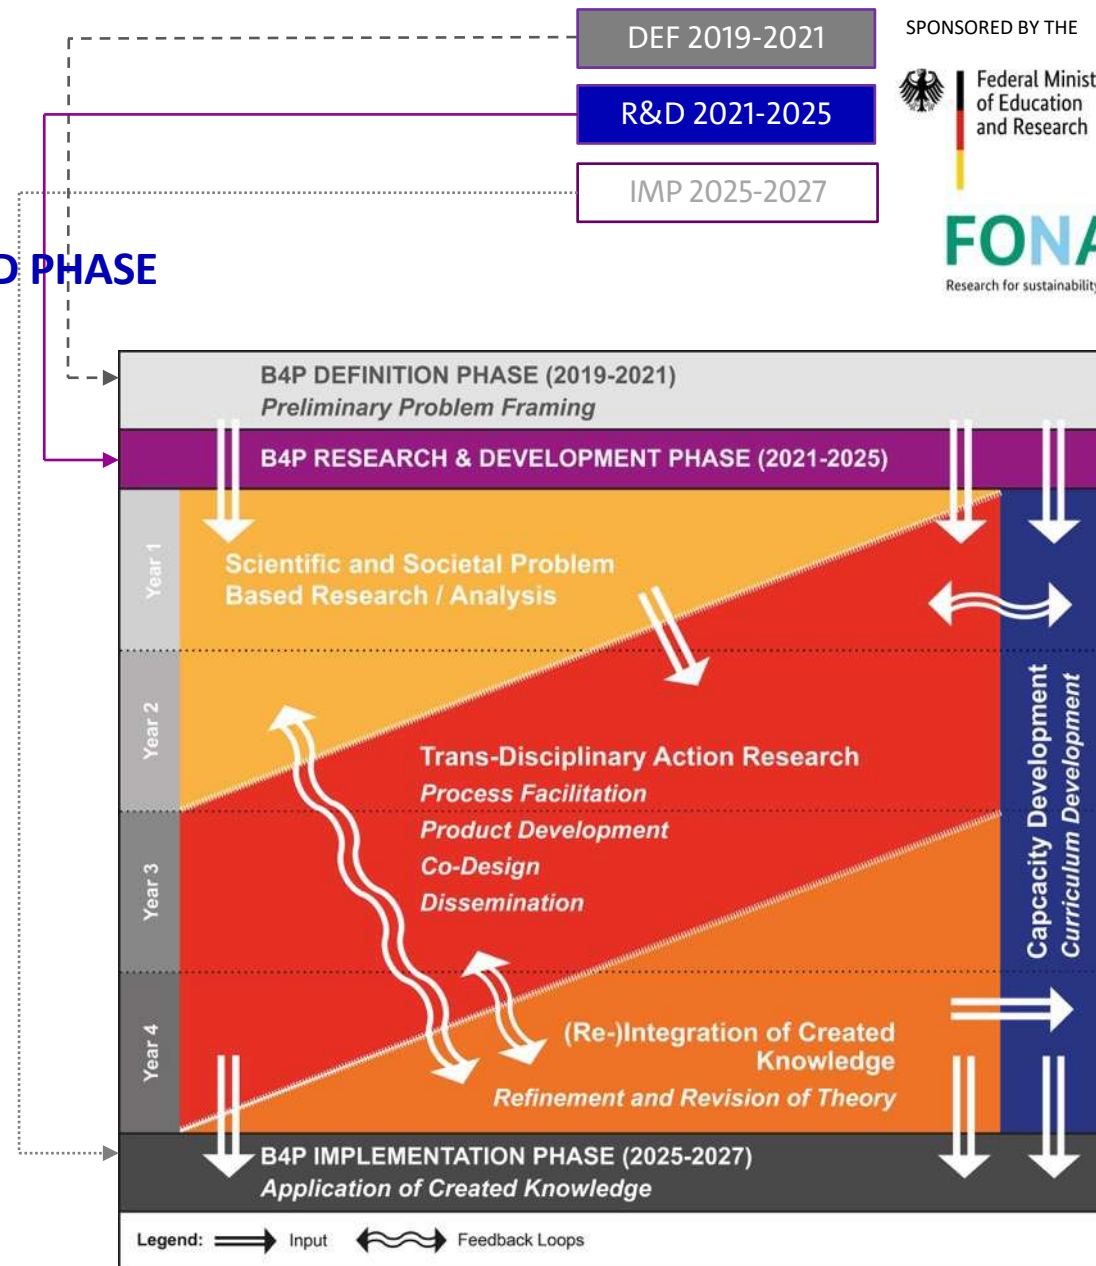 DEF 2019-2021
SPONSORED BY THE
Federal Minist
of Education
and Research
R&D 2021-2025
IMP 2025-2027
FONA
Research for sustainability
D PHASE
B4P DEFINITION PHASE (2019-2021)
Preliminary Problem Framing
B4P RESEARCH & DEVELOPMENT PHASE (2021-2025)
Year 1
Scientific and Societal Problem
Based Research / Analysis
Year 2
Trans-Disciplinary Action Research
Process Facilitation
Product Development
Co-Design
Dissemination
Year 3
Capcacity Development
Curriculum Development
Year 4
(Re-)Integration of Created
Knowledge
Refinement and Revision of Theory
B4P IMPLEMENTATION PHASE (2025-2027)
Application of Created Knowledge
Legend: Input Feedback Loops